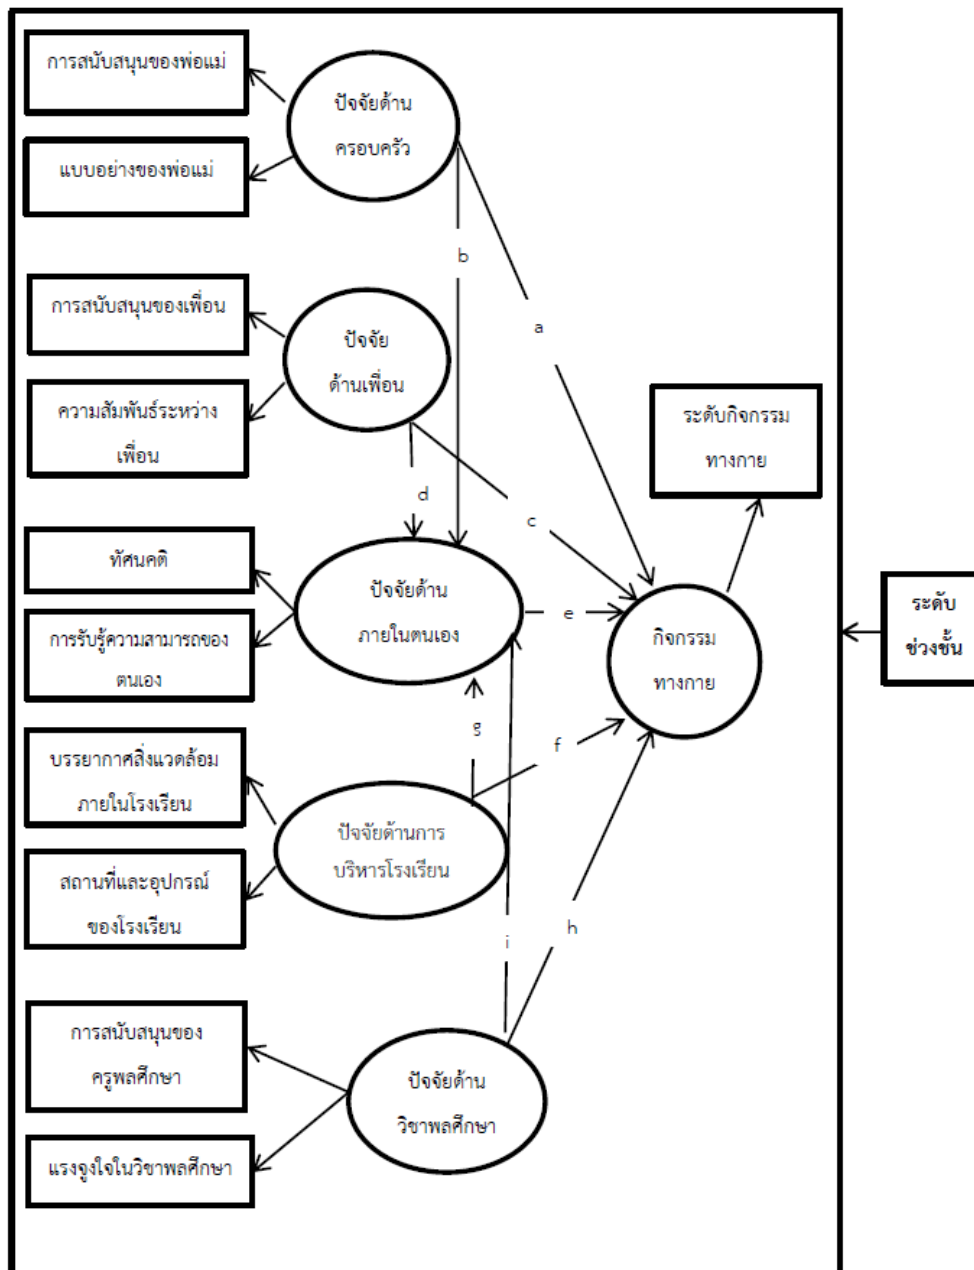 การสนับสนุนของพ่อแม่
ปัจจัยด้าน
ครอบครัว
แบบอย่างของพ่อแม่
b
การสนับสนุนของเพื่อน
ปัจจัย
ด้านเพื่อน
a
ความสัมพันธ์ระหว่าง
เพื่อน
ระดับกิจกรรม
ทางกาย
d
c
ทัศนคติ
ปัจจัยด้าน
ภายในตนเอง
e
การรับรู้ความสามารถของ
ตนเอง
กิจกรรม
ทางกาย
ระดับ
ช่วงชั้น
g
f
บรรยากาศสิ่งแวดล้อม
ภายในโรงเรียน
ปัจจัยด้านการ
บริหารโรงเรียน
สถานที่และอุปกรณ์
ของโรงเรียน
i
h
การสนับสนุนของ
ครูพลศึกษา
ปัจจัยด้าน
วิชาพลศึกษา
แรงจูงใจในวิชาพลศึกษา